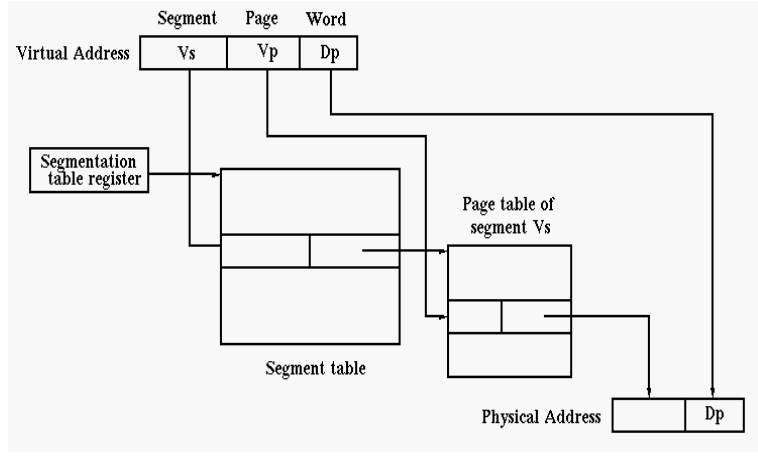 Segment Page Word
Virtual Address Vs Vp Dp
Segmentation
table register
Page table of
segment Vs
Segment table
Physical Address Dp